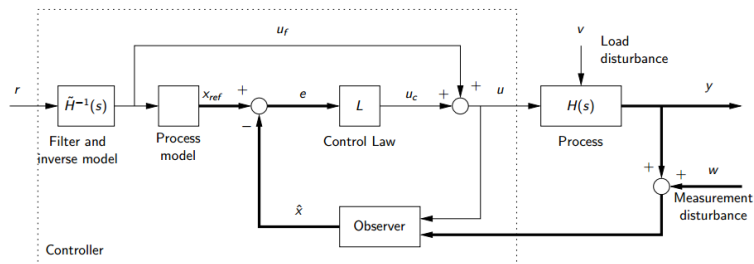 u_f
v
Load
disturbance
r
H̃⁻¹(s)
x_ref
+
e
L
u_c
+
+
u
H(s)
y
−
Filter and
inverse model
Process
model
Control Law
Process
+
+
w
x̂
Observer
Measurement
disturbance
Controller